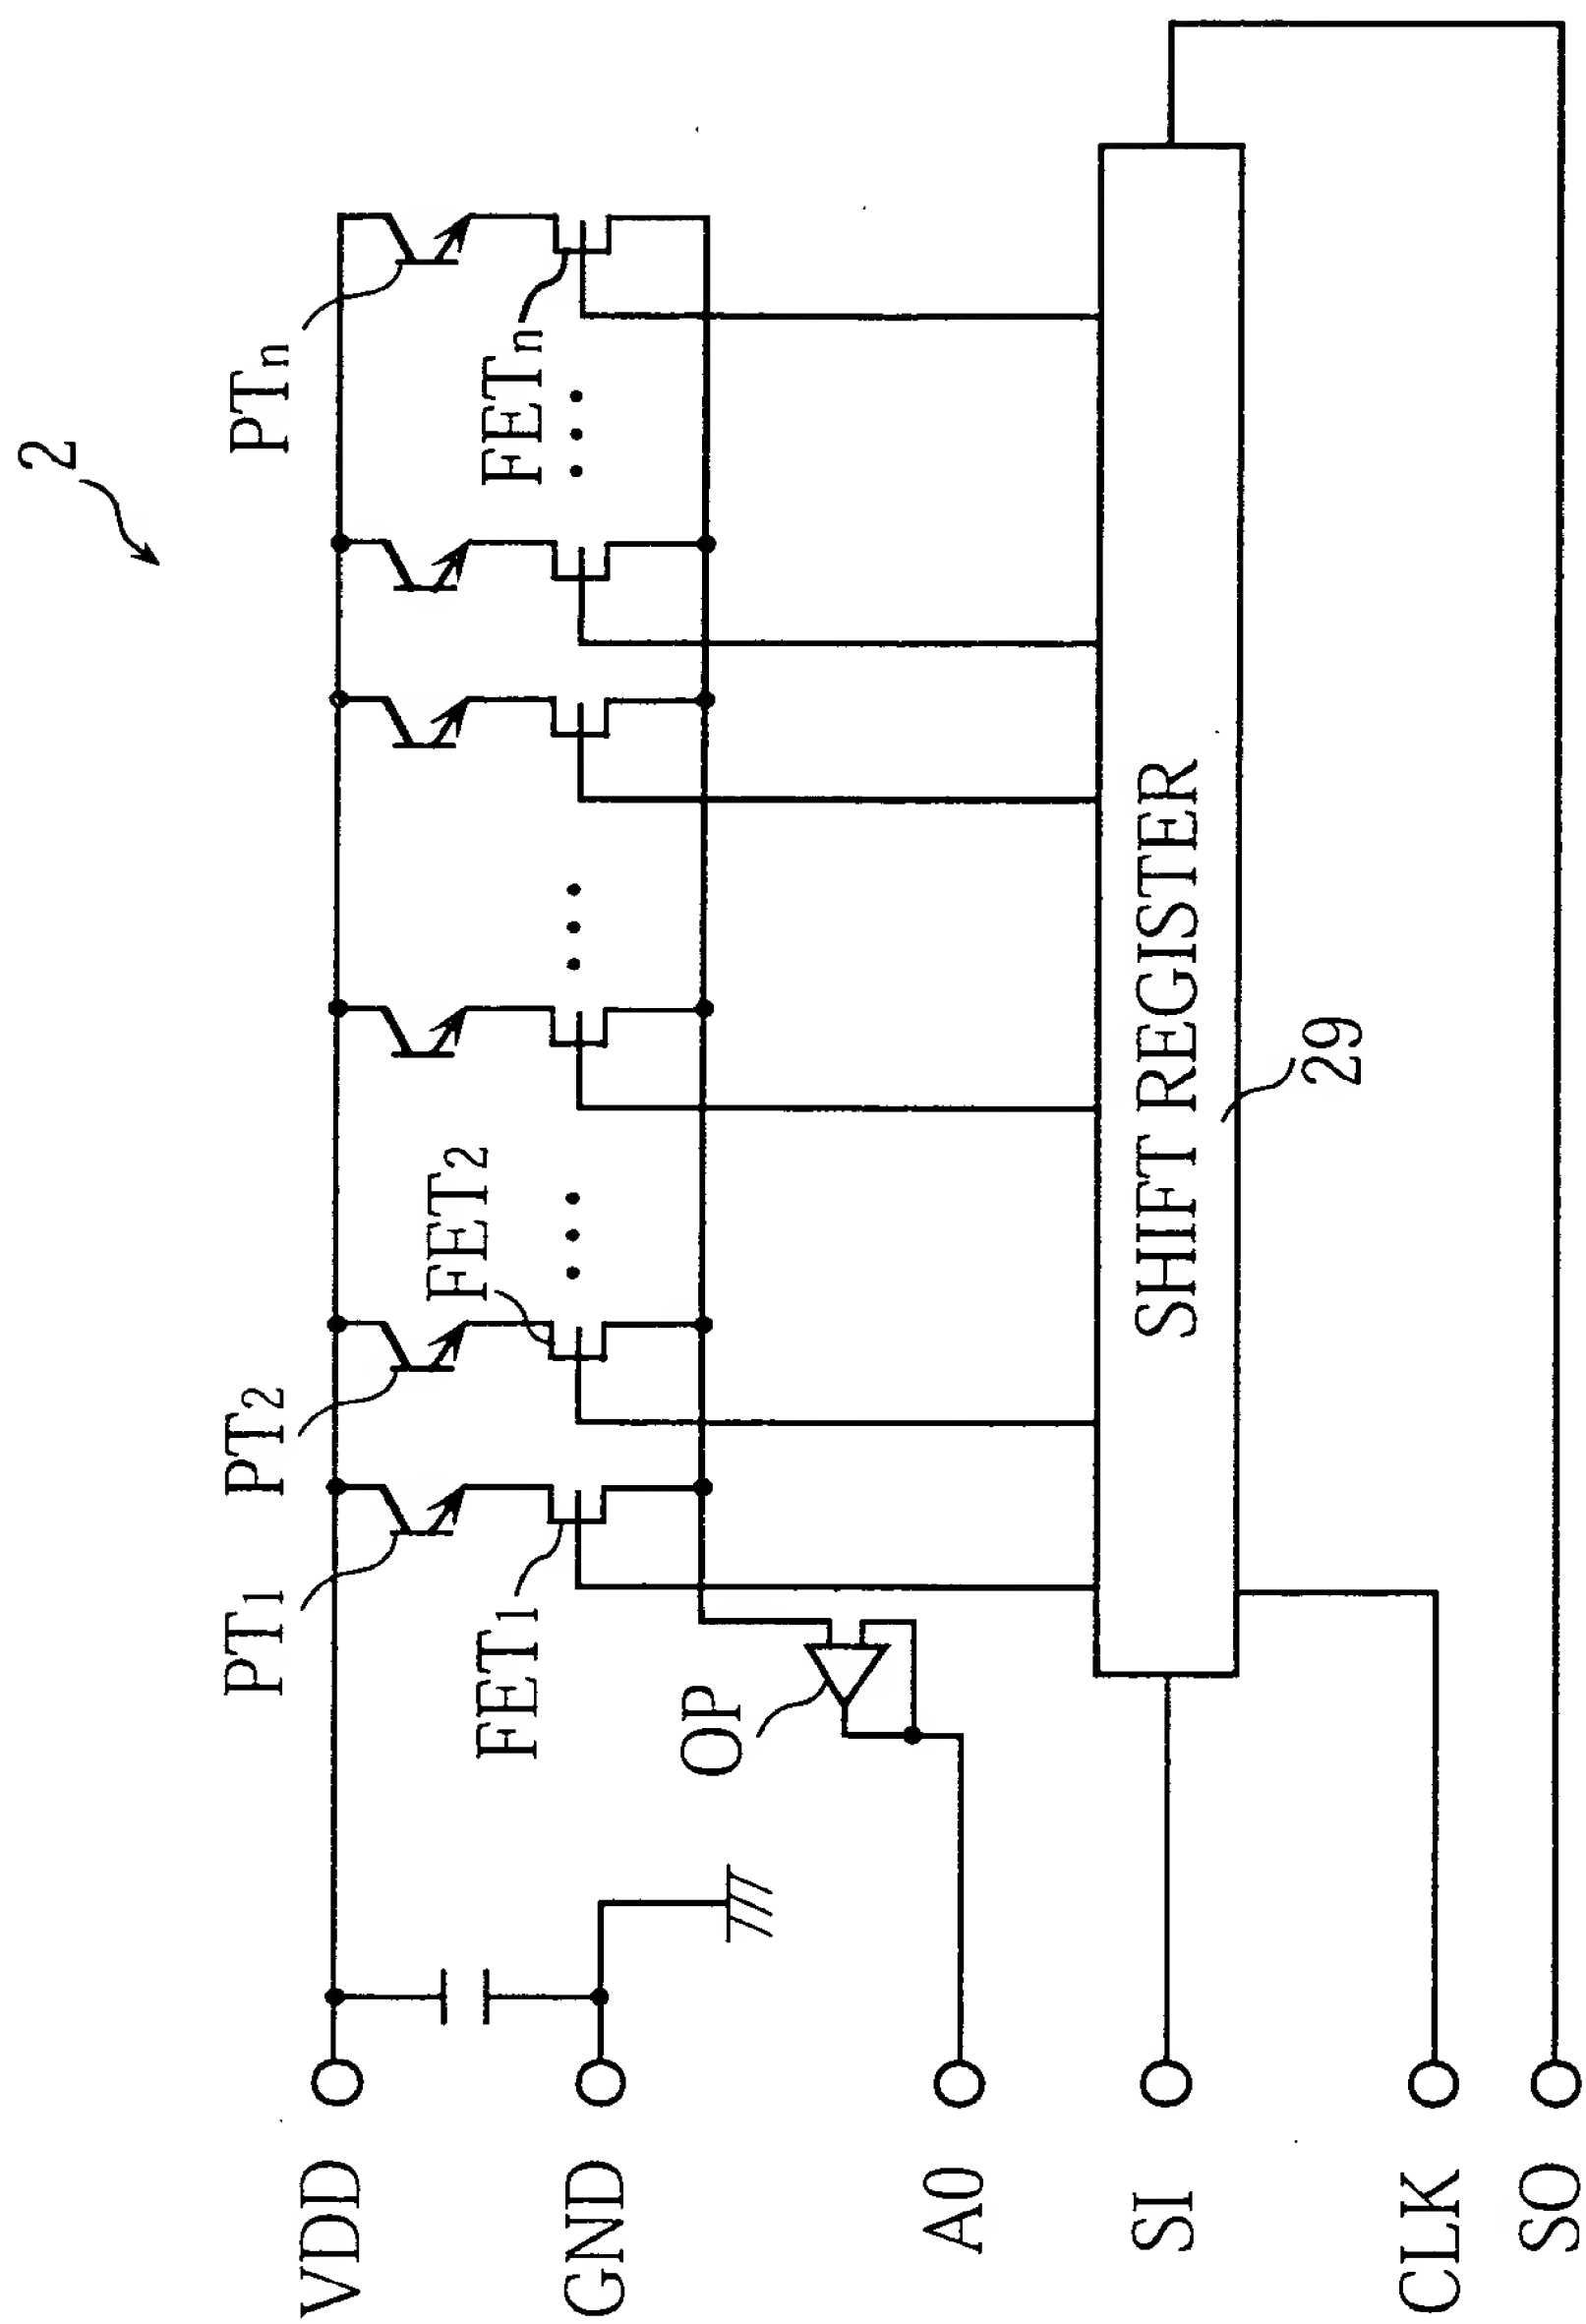 2
PT1
PT2
PTn
FET1
FET2
FETn
OP
SHIFT REGISTER
29
VDD
GND
A0
SI
CLK
SO